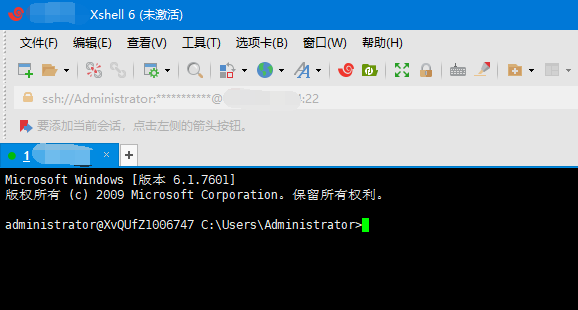 Xshell 6 (未激活)
文件(F) 编辑(E) 查看(V) 工具(T) 选项卡(B) 窗口(W) 帮助(H)
ssh://Administrator:***********@ :22
要添加当前会话，点击左侧的箭头按钮。
1 × +
Microsoft Windows [版本 6.1.7601]
版权所有 (c) 2009 Microsoft Corporation。保留所有权利。
administrator@XvQUfZ1006747 C:\Users\Administrator>